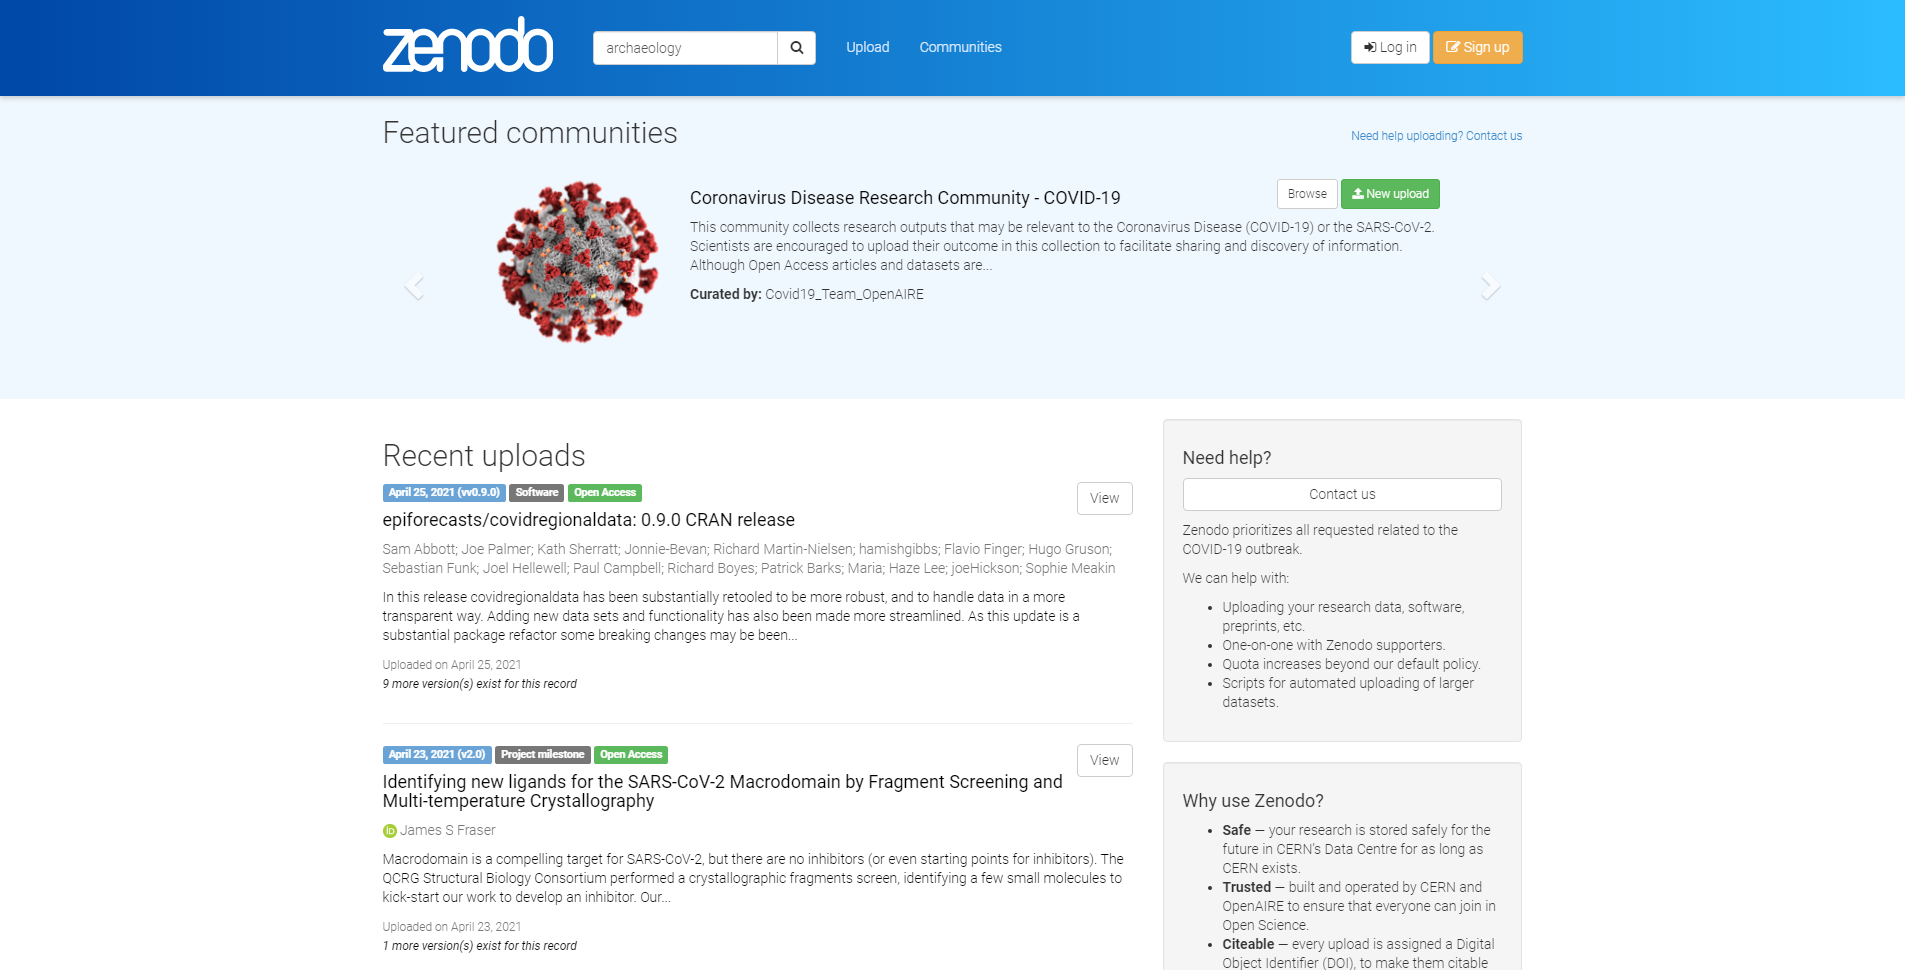 zenodo
archaeology
Upload
Communities
Log in
Sign up
Featured communities
Need help uploading? Contact us
Coronavirus Disease Research Community - COVID-19
Browse
New upload
This community collects research outputs that may be relevant to the Coronavirus Disease (COVID-19) or the SARS-CoV-2.
Scientists are encouraged to upload their outcome in this collection to facilitate sharing and discovery of information.
Although Open Access articles and datasets are...
Curated by: Covid19_Team_OpenAIRE
Recent uploads
April 25, 2021 (vv0.9.0) Software Open Access
View
epiforecasts/covidregionaldata: 0.9.0 CRAN release
Sam Abbott; Joe Palmer; Kath Sherratt; Jonnie-Bevan; Richard Martin-Nielsen; hamishgibbs; Flavio Finger; Hugo Gruson;
Sebastian Funk; Joel Hellewell; Paul Campbell; Richard Boyes; Patrick Barks; Maria; Haze Lee; joeHickson; Sophie Meakin
In this release covidregionaldata has been substantially retooled to be more robust, and to handle data in a more
transparent way. Adding new data sets and functionality has also been made more streamlined. As this update is a
substantial package refactor some breaking changes may be been...
Uploaded on April 25, 2021
9 more version(s) exist for this record
April 23, 2021 (v2.0) Project milestone Open Access
View
Identifying new ligands for the SARS-CoV-2 Macrodomain by Fragment Screening and
Multi-temperature Crystallography
iD James S Fraser
Macrodomain is a compelling target for SARS-CoV-2, but there are no inhibitors (or even starting points for inhibitors). The
QCRG Structural Biology Consortium performed a crystallographic fragments screen, identifying a few small molecules to
kick-start our work to develop an inhibitor. Our...
Uploaded on April 23, 2021
1 more version(s) exist for this record
Need help?
Contact us
Zenodo prioritizes all requested related to the
COVID-19 outbreak.
We can help with:
• Uploading your research data, software,
preprints, etc.
• One-on-one with Zenodo supporters.
• Quota increases beyond our default policy.
• Scripts for automated uploading of larger
datasets.
Why use Zenodo?
• Safe — your research is stored safely for the
future in CERN's Data Centre for as long as
CERN exists.
• Trusted — built and operated by CERN and
OpenAIRE to ensure that everyone can join in
Open Science.
• Citeable — every upload is assigned a Digital
Object Identifier (DOI), to make them citable